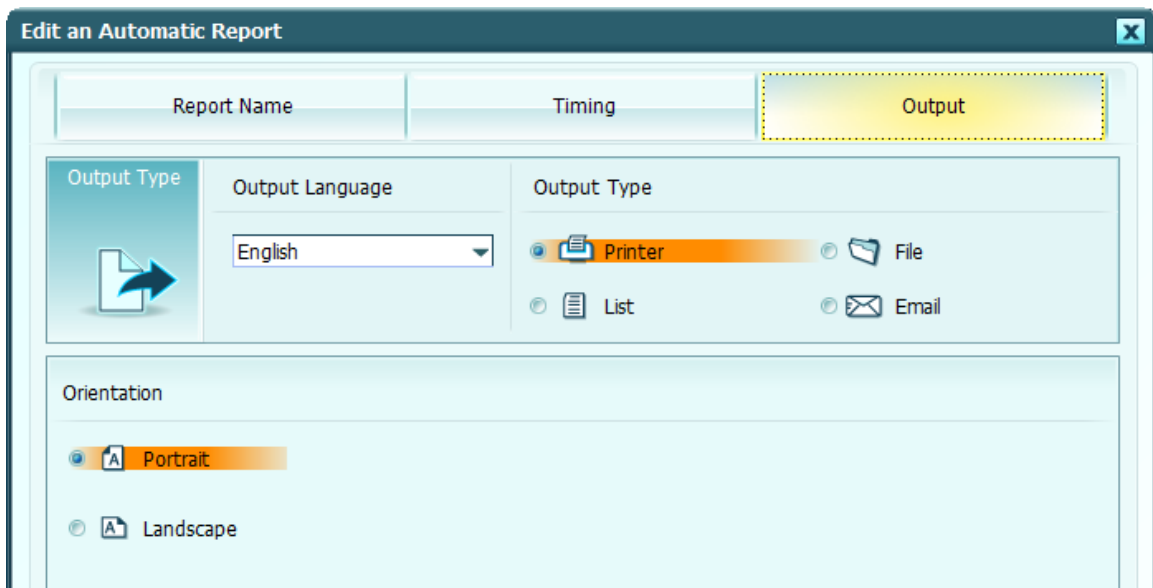 Edit an Automatic Report
Report Name
Timing
Output
Output Type
Output Language
Output Type
English
Printer
File
List
Email
Orientation
A Portrait
A Landscape